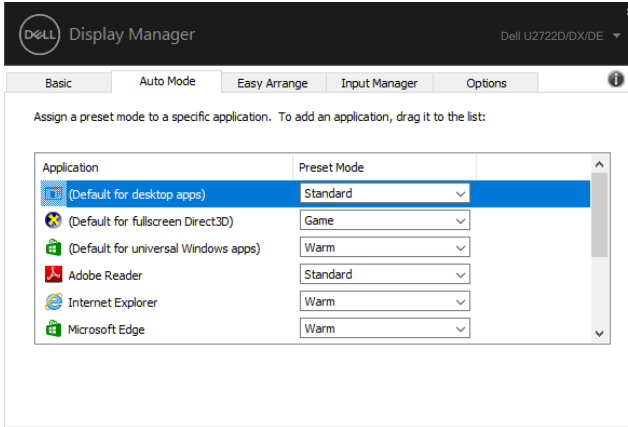 DELL Display Manager Dell U2722D/DX/DE
Basic Auto Mode Easy Arrange Input Manager Options
Assign a preset mode to a specific application. To add an application, drag it to the list:
Application Preset Mode
(Default for desktop apps) Standard
(Default for fullscreen Direct3D) Game
(Default for universal Windows apps) Warm
Adobe Reader Standard
Internet Explorer Warm
Microsoft Edge Warm